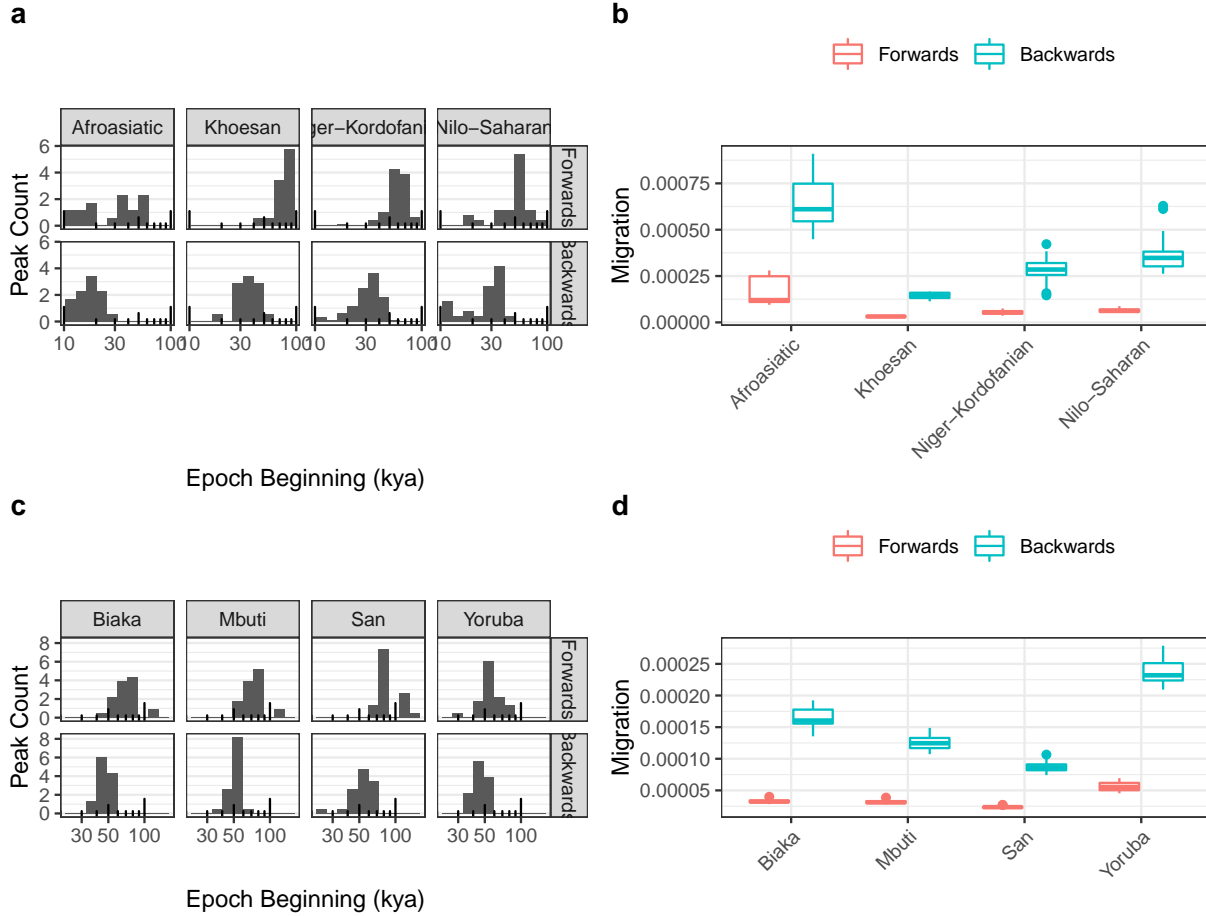 a
Afroasiatic
Khoesan
ger−Kordofani
Nilo−Saharan
Forwards
Backwards
Peak Count
0
2
4
6
0
2
4
6
10
30
100
30
100
30
100
30
100
Epoch Beginning (kya)
b
Forwards
Backwards
Migration
0.00075
0.00050
0.00025
0.00000
Afroasiatic
Khoesan
Niger−Kordofanian
Nilo−Saharan
c
Biaka
Mbuti
San
Yoruba
Forwards
Backwards
Peak Count
8
6
4
2
0
8
6
4
2
0
30 50 100
30 50 100
30 50 100
30 50 100
Epoch Beginning (kya)
d
Forwards
Backwards
Migration
0.00025
0.00020
0.00015
0.00010
0.00005
Biaka
Mbuti
San
Yoruba